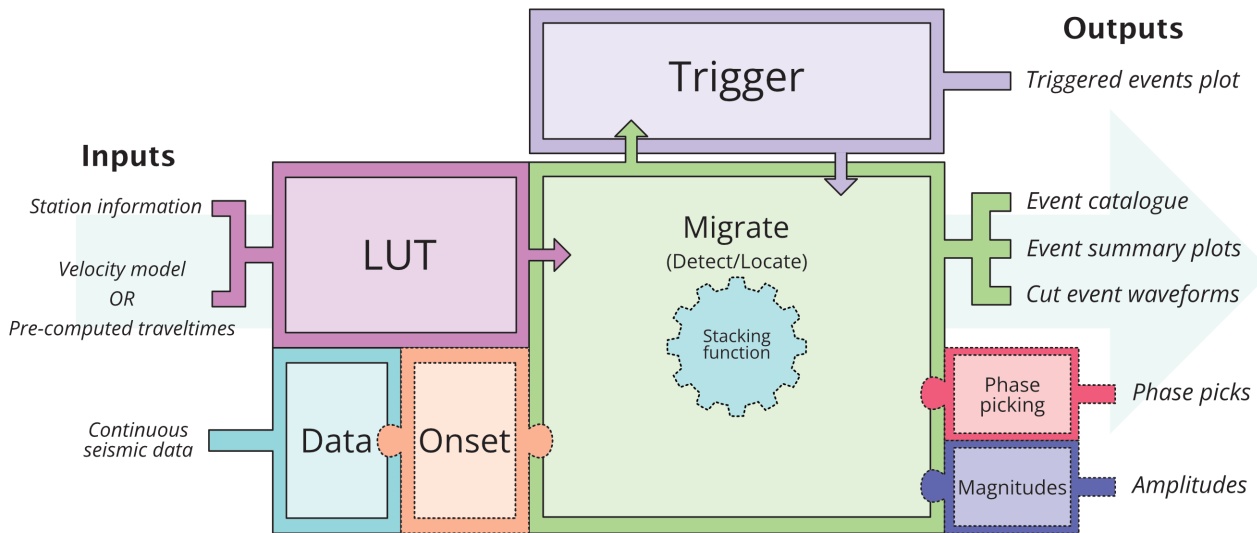 Inputs
Station information
Velocity model
OR
Pre-computed traveltimes
Continuous
seismic data
LUT
Data
Onset
Trigger
Migrate
(Detect/Locate)
Stacking
function
Phase
picking
Magnitudes
Outputs
Triggered events plot
Event catalogue
Event summary plots
Cut event waveforms
Phase picks
Amplitudes